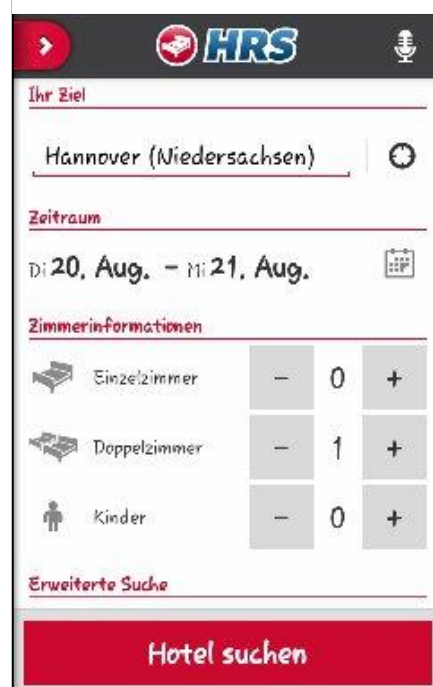 HRS
Ihr Ziel
Hannover (Niedersachsen)
Zeitraum
Di 20. Aug. - Mi 21. Aug.
Zimmerinformationen
Einzelzimmer - 0 +
Doppelzimmer - 1 +
Kinder - 0 +
Erweiterte Suche
Hotel suchen